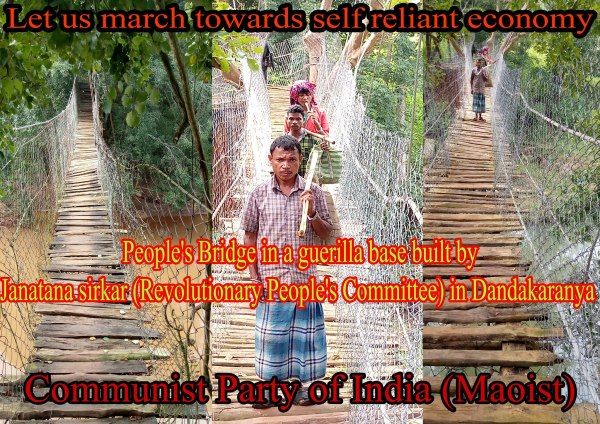 Let us march towards self reliant economy
People's Bridge in a guerilla base built by
Janatana sirkar (Revolutionary People's Committee) in Dandakaranya
Communist Party of India (Maoist)